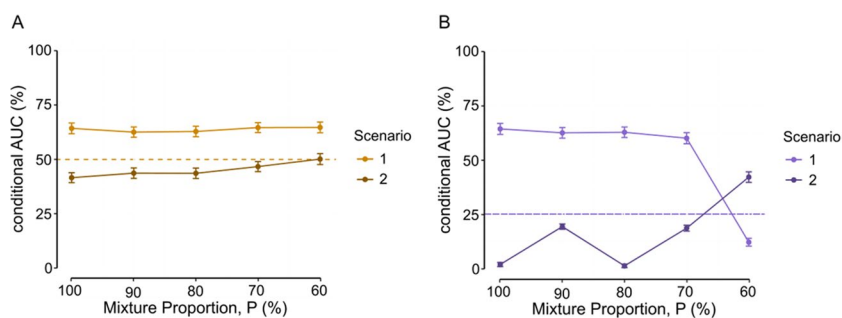 A
conditional AUC (%)
100
75
50
25
0
100 90 80 70 60
Mixture Proportion, P (%)
Scenario
1
2
B
conditional AUC (%)
100
75
50
25
0
100 90 80 70 60
Mixture Proportion, P (%)
Scenario
1
2